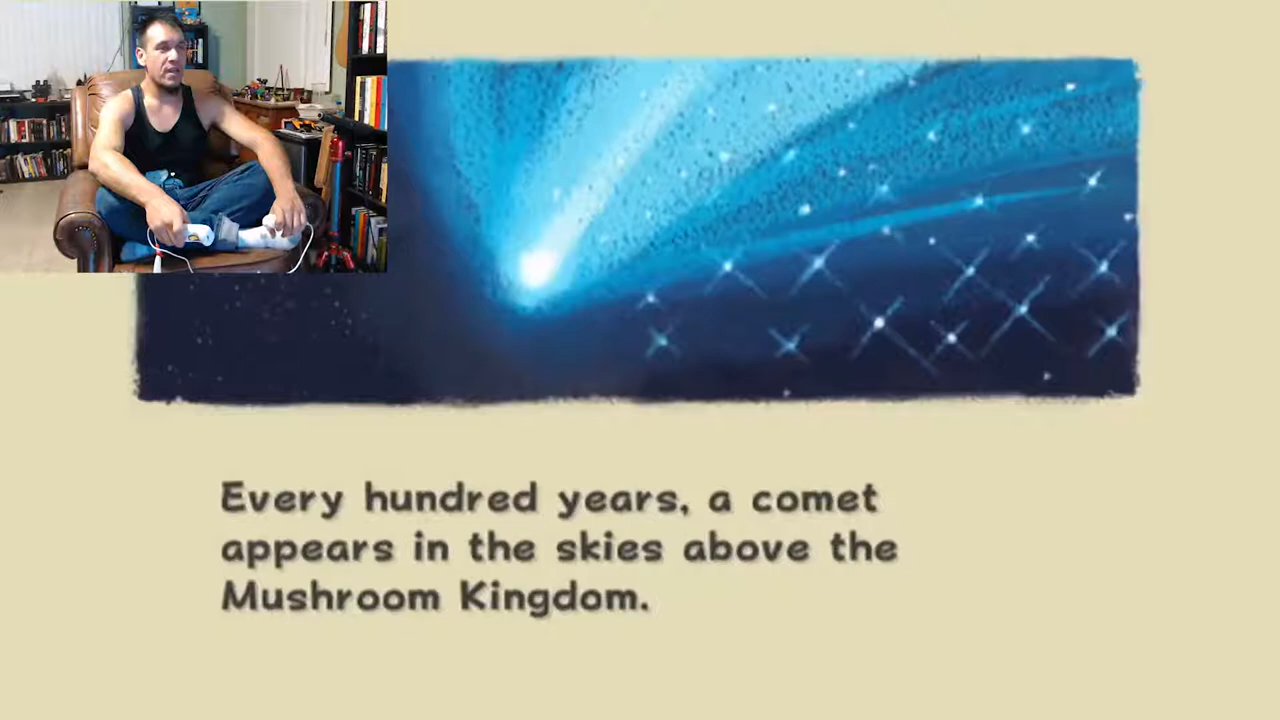 Every hundred years, a comet
appears in the skies above the
Mushroom Kingdom.